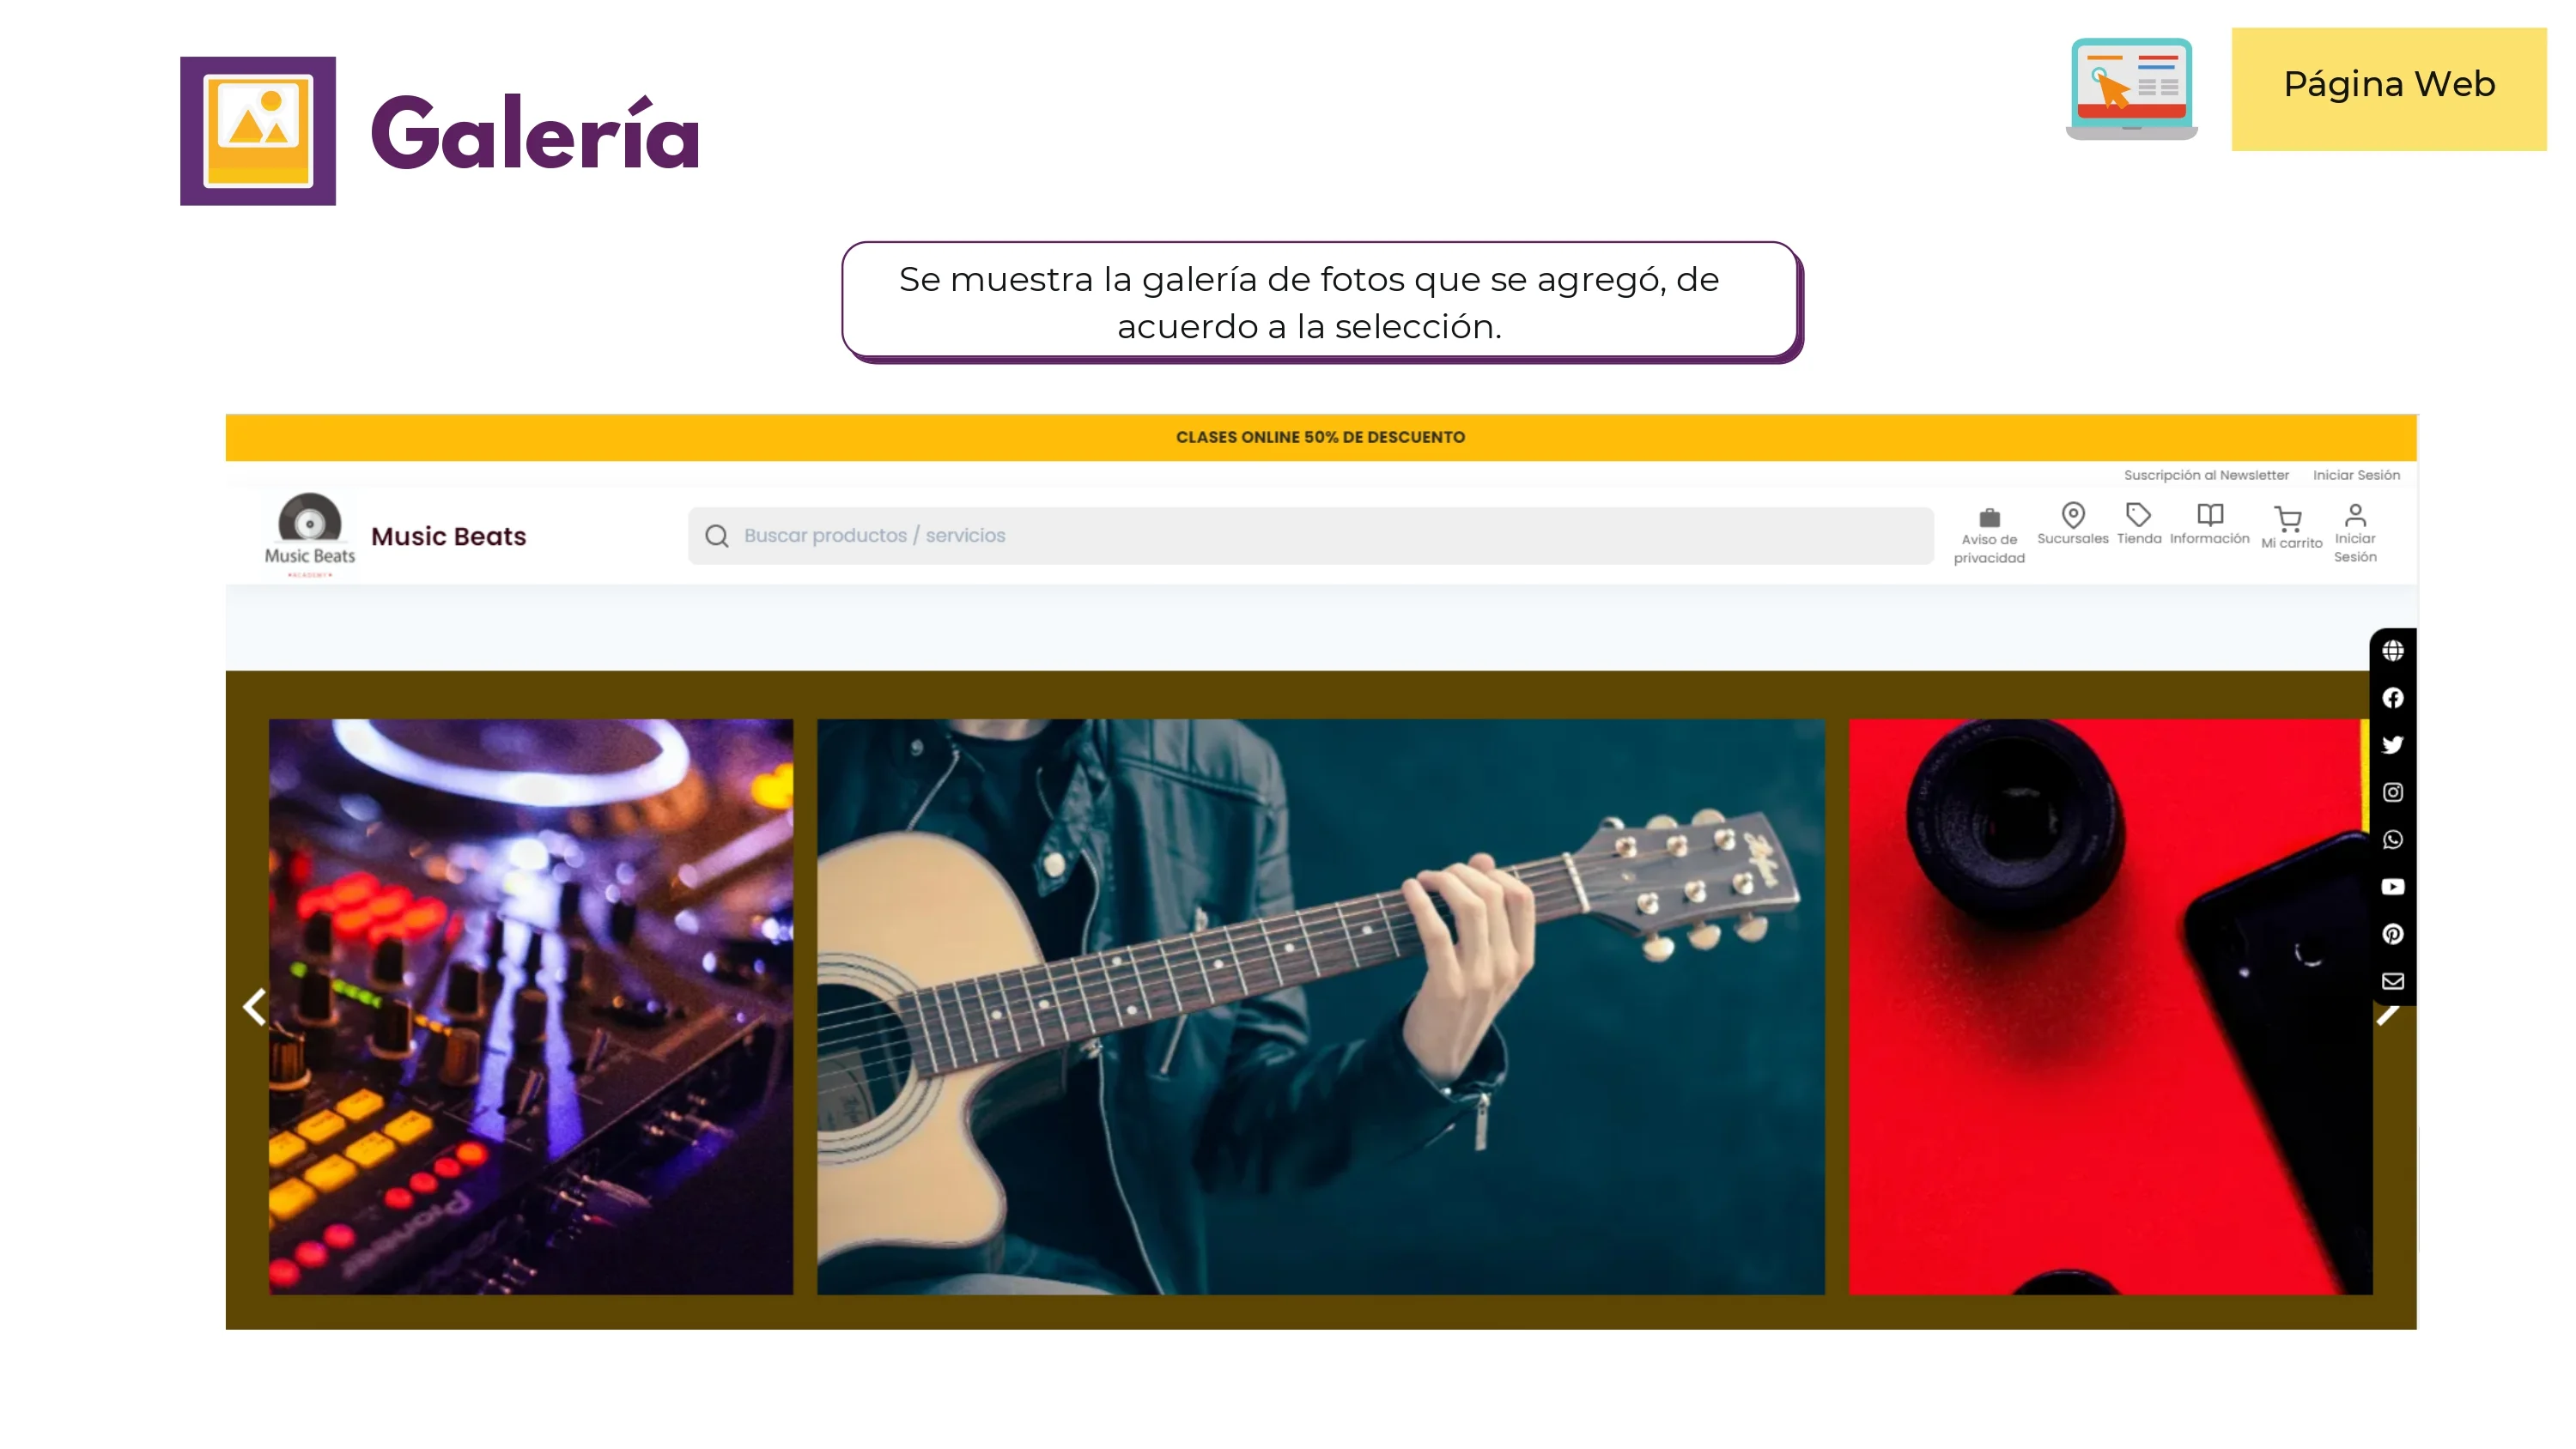 Galería
Página Web
Se muestra la galería de fotos que se agregó, de
acuerdo a la selección.
CLASES ONLINE 50% DE DESCUENTO
Suscripción al Newsletter
Iniciar Sesión
Music Beats
★ACADEMY★
Music Beats
Buscar productos / servicios
Aviso de
privacidad
Sucursales
Tienda
Información
Mi carrito
Iniciar
Sesión
Pioneer